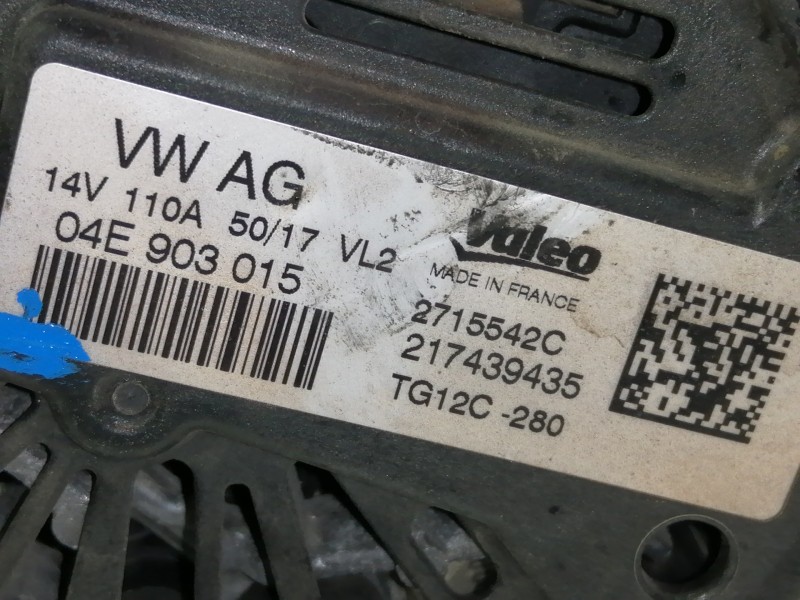 VW AG
14V 110A 50/17 VL2
04E 903 015
Valeo
MADE IN FRANCE
2715542C
217439435
TG12C -280